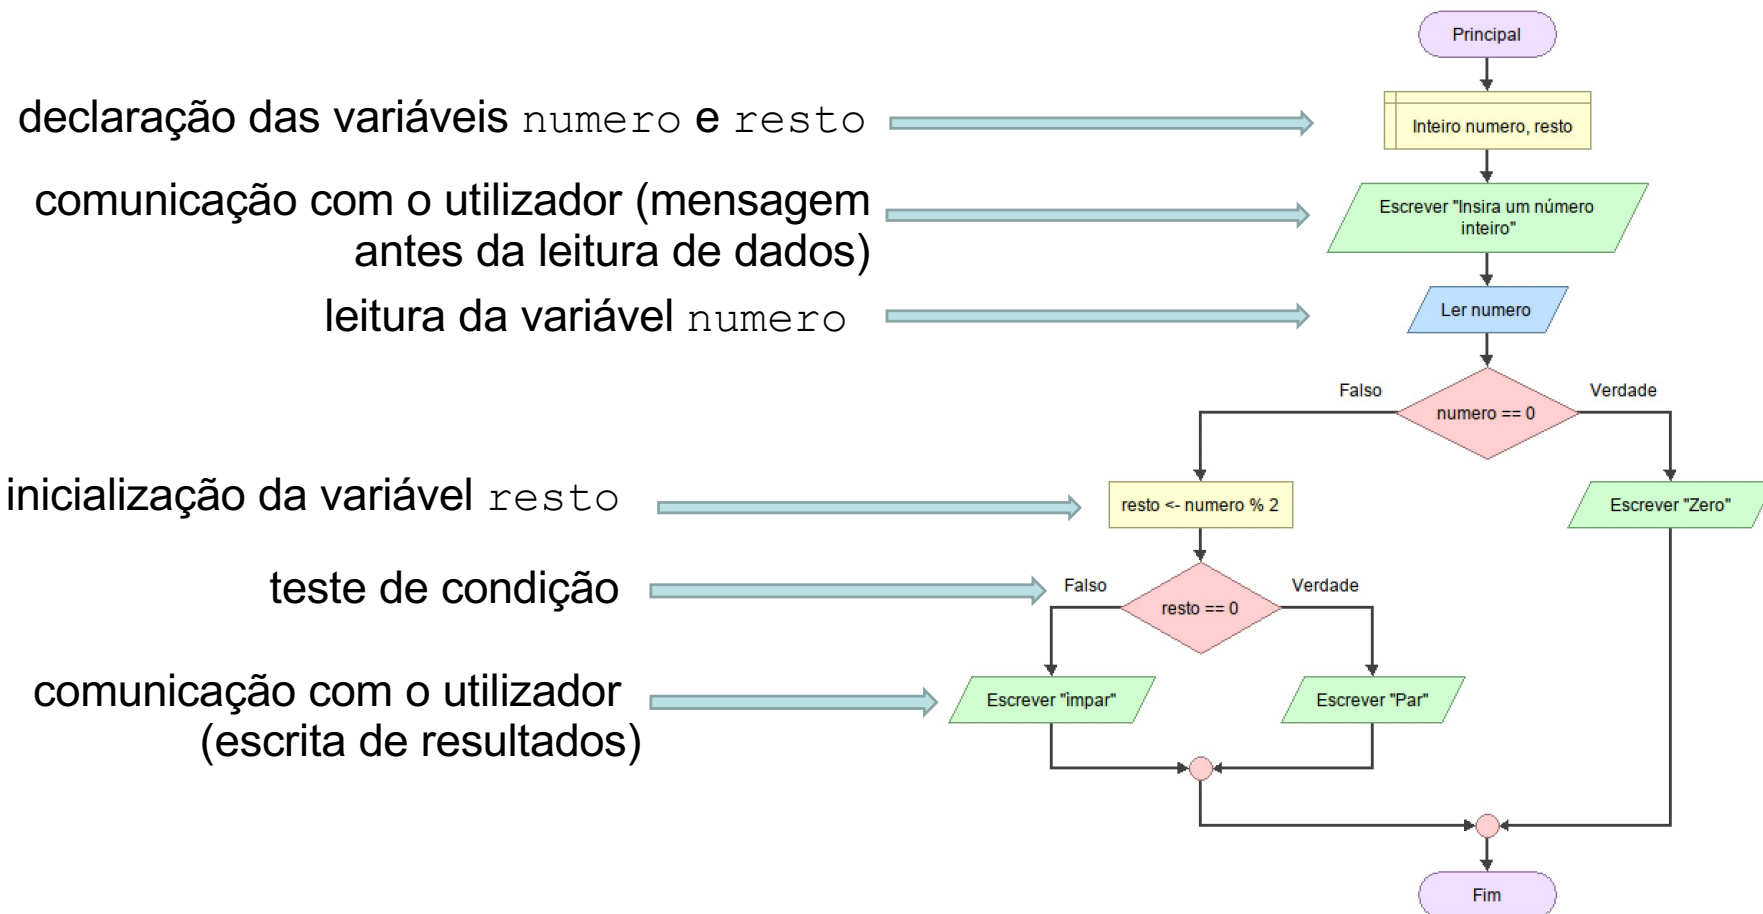 Principal
declaração das variáveis numero e resto
Inteiro numero, resto
comunicação com o utilizador (mensagem
antes da leitura de dados)
Escrever "Insira um número
inteiro"
leitura da variável numero
Ler numero
Falso
Verdade
numero == 0
inicialização da variável resto
resto <- numero % 2
Escrever "Zero"
teste de condição
Falso
Verdade
resto == 0
comunicação com o utilizador
(escrita de resultados)
Escrever "ìmpar"
Escrever "Par"
Fim